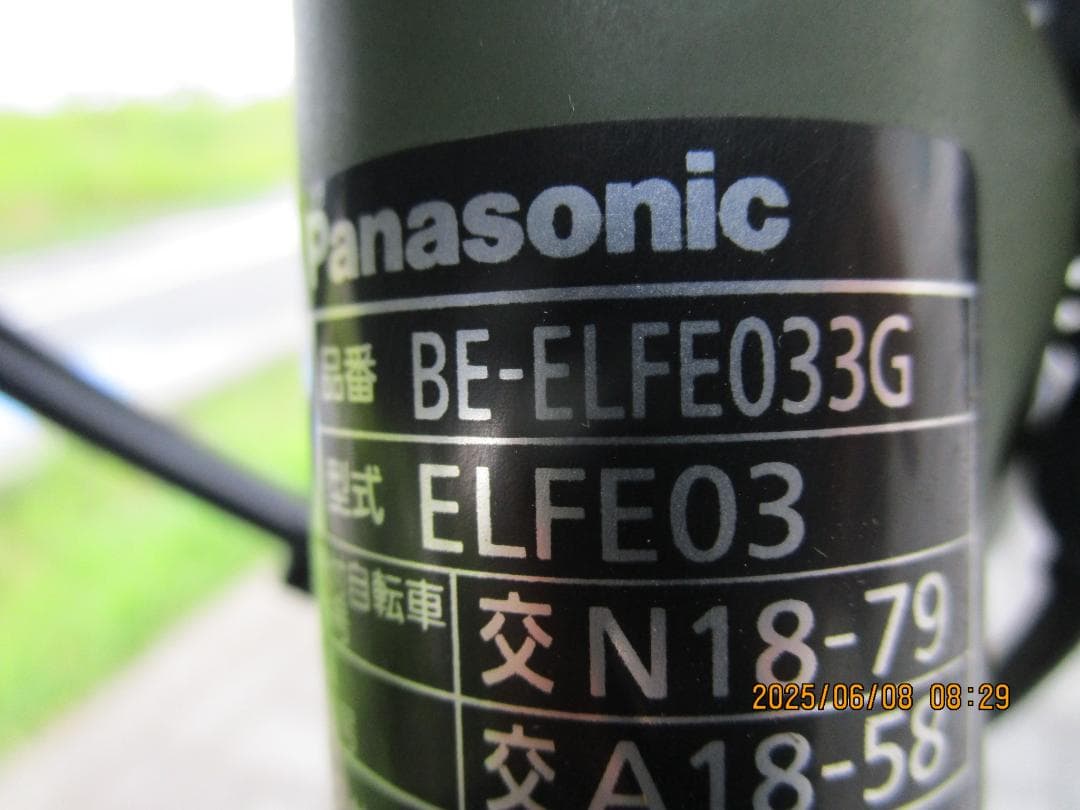 Panasonic
品番 BE-ELFE033G
型式 ELFE03
自転車 交N18-79
交A18-58
2025/06/08 08:29